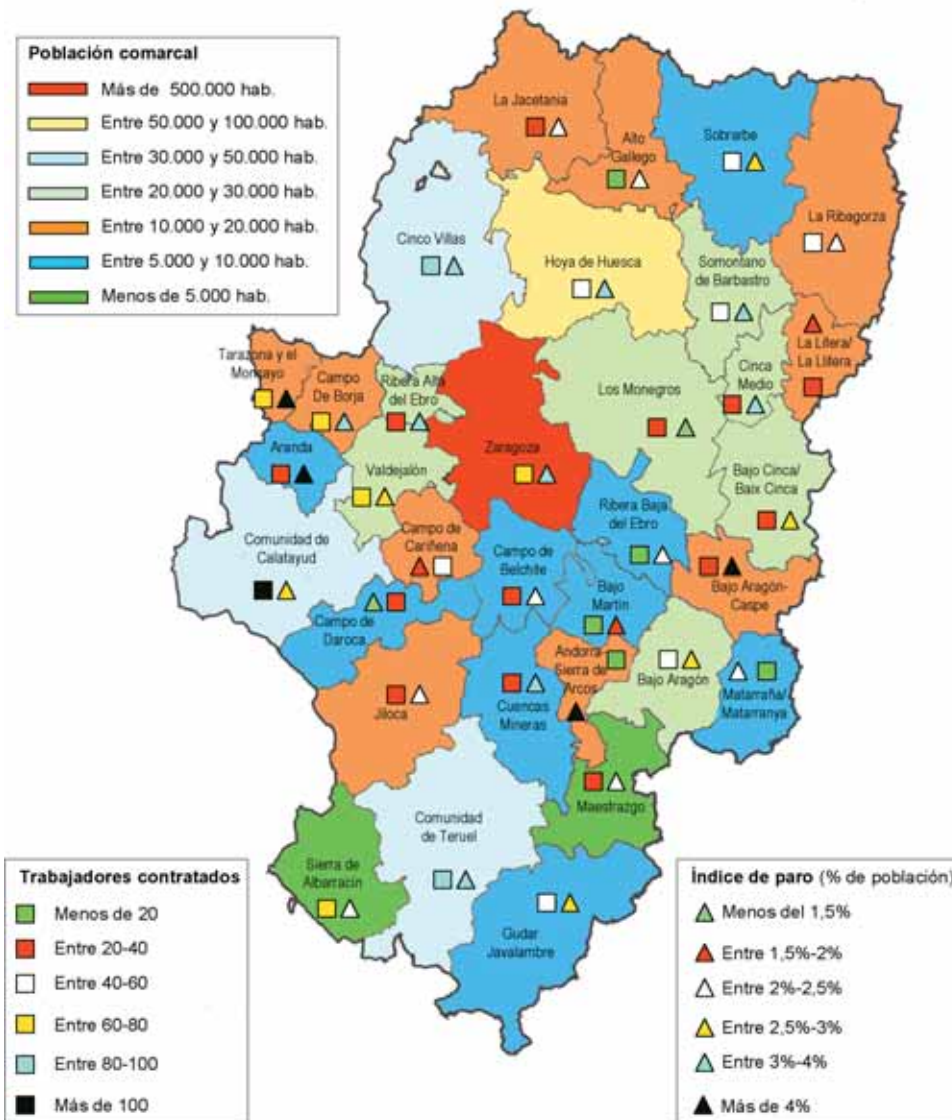 Población comarcal
Más de 500.000 hab.
Entre 50.000 y 100.000 hab.
Entre 30.000 y 50.000 hab.
Entre 20.000 y 30.000 hab.
Entre 10.000 y 20.000 hab.
Entre 5.000 y 10.000 hab.
Menos de 5.000 hab.
La Jacetania
Alto
Gallego
Sobrarbe
La Ribagorza
Cinco Villas
Hoya de Huesca
Somontano
de Barbastro
La Litera/
La Llitera
Cinca
Medio
Los Monegros
Tarazona y el
Moncayo
Campo
De Borja
Ribera Alta
del Ebro
Zaragoza
Aranda
Valdejalón
Bajo Cinca/
Baix Cinca
Ribera Baja
del Ebro
Comunidad de
Calatayud
Campo de
Cariñena
Campo de
Belchite
Bajo Aragón-
Caspe
Campo de
Daroca
Bajo
Martín
Andorra
Sierra de
Arcos
Bajo Aragón
Matarraña/
Matarranya
Jiloca
Cuencas
Mineras
Maestrazgo
Comunidad
de Teruel
Sierra de
Albarracín
Gudar
Javalambre
Trabajadores contratados
Menos de 20
Entre 20-40
Entre 40-60
Entre 60-80
Entre 80-100
Más de 100
Índice de paro (% de población)
Menos del 1,5%
Entre 1,5%-2%
Entre 2%-2,5%
Entre 2,5%-3%
Entre 3%-4%
Más de 4%